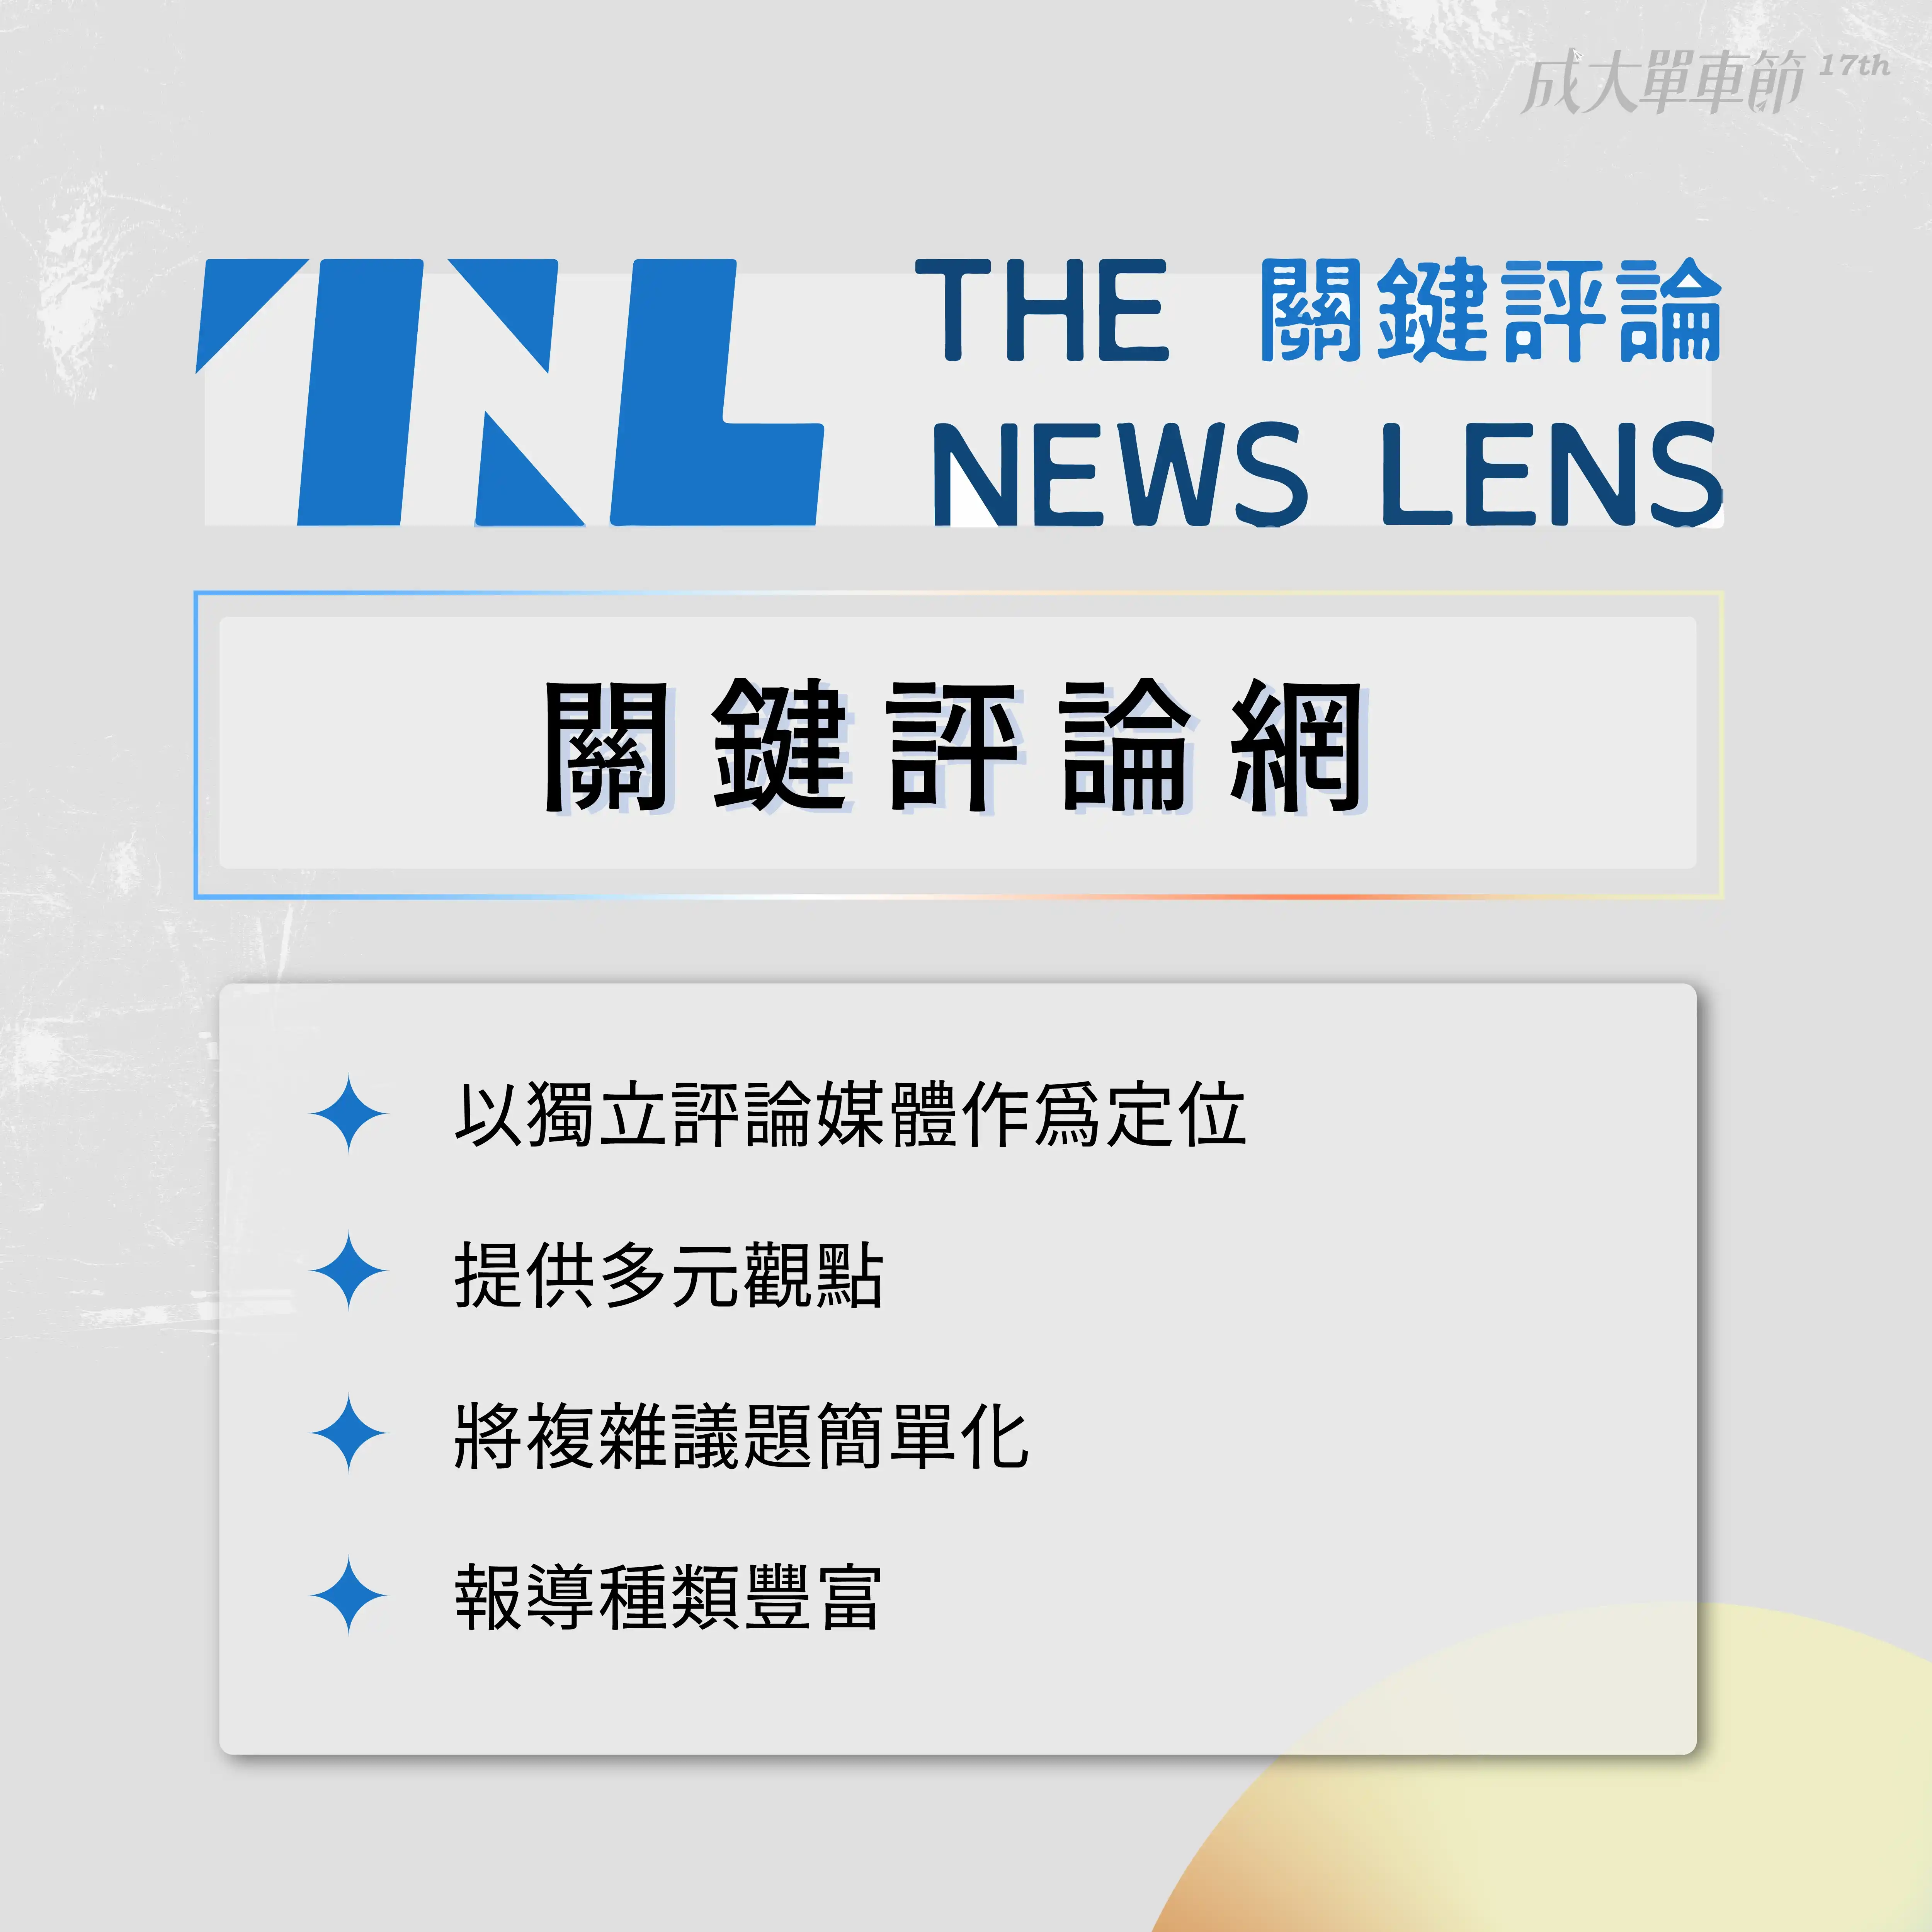 成大單車節 17th
TNL
THE 關鍵評論
NEWS LENS
關鍵評論網
以獨立評論媒體作爲定位
提供多元觀點
將複雜議題簡單化
報導種類豐富